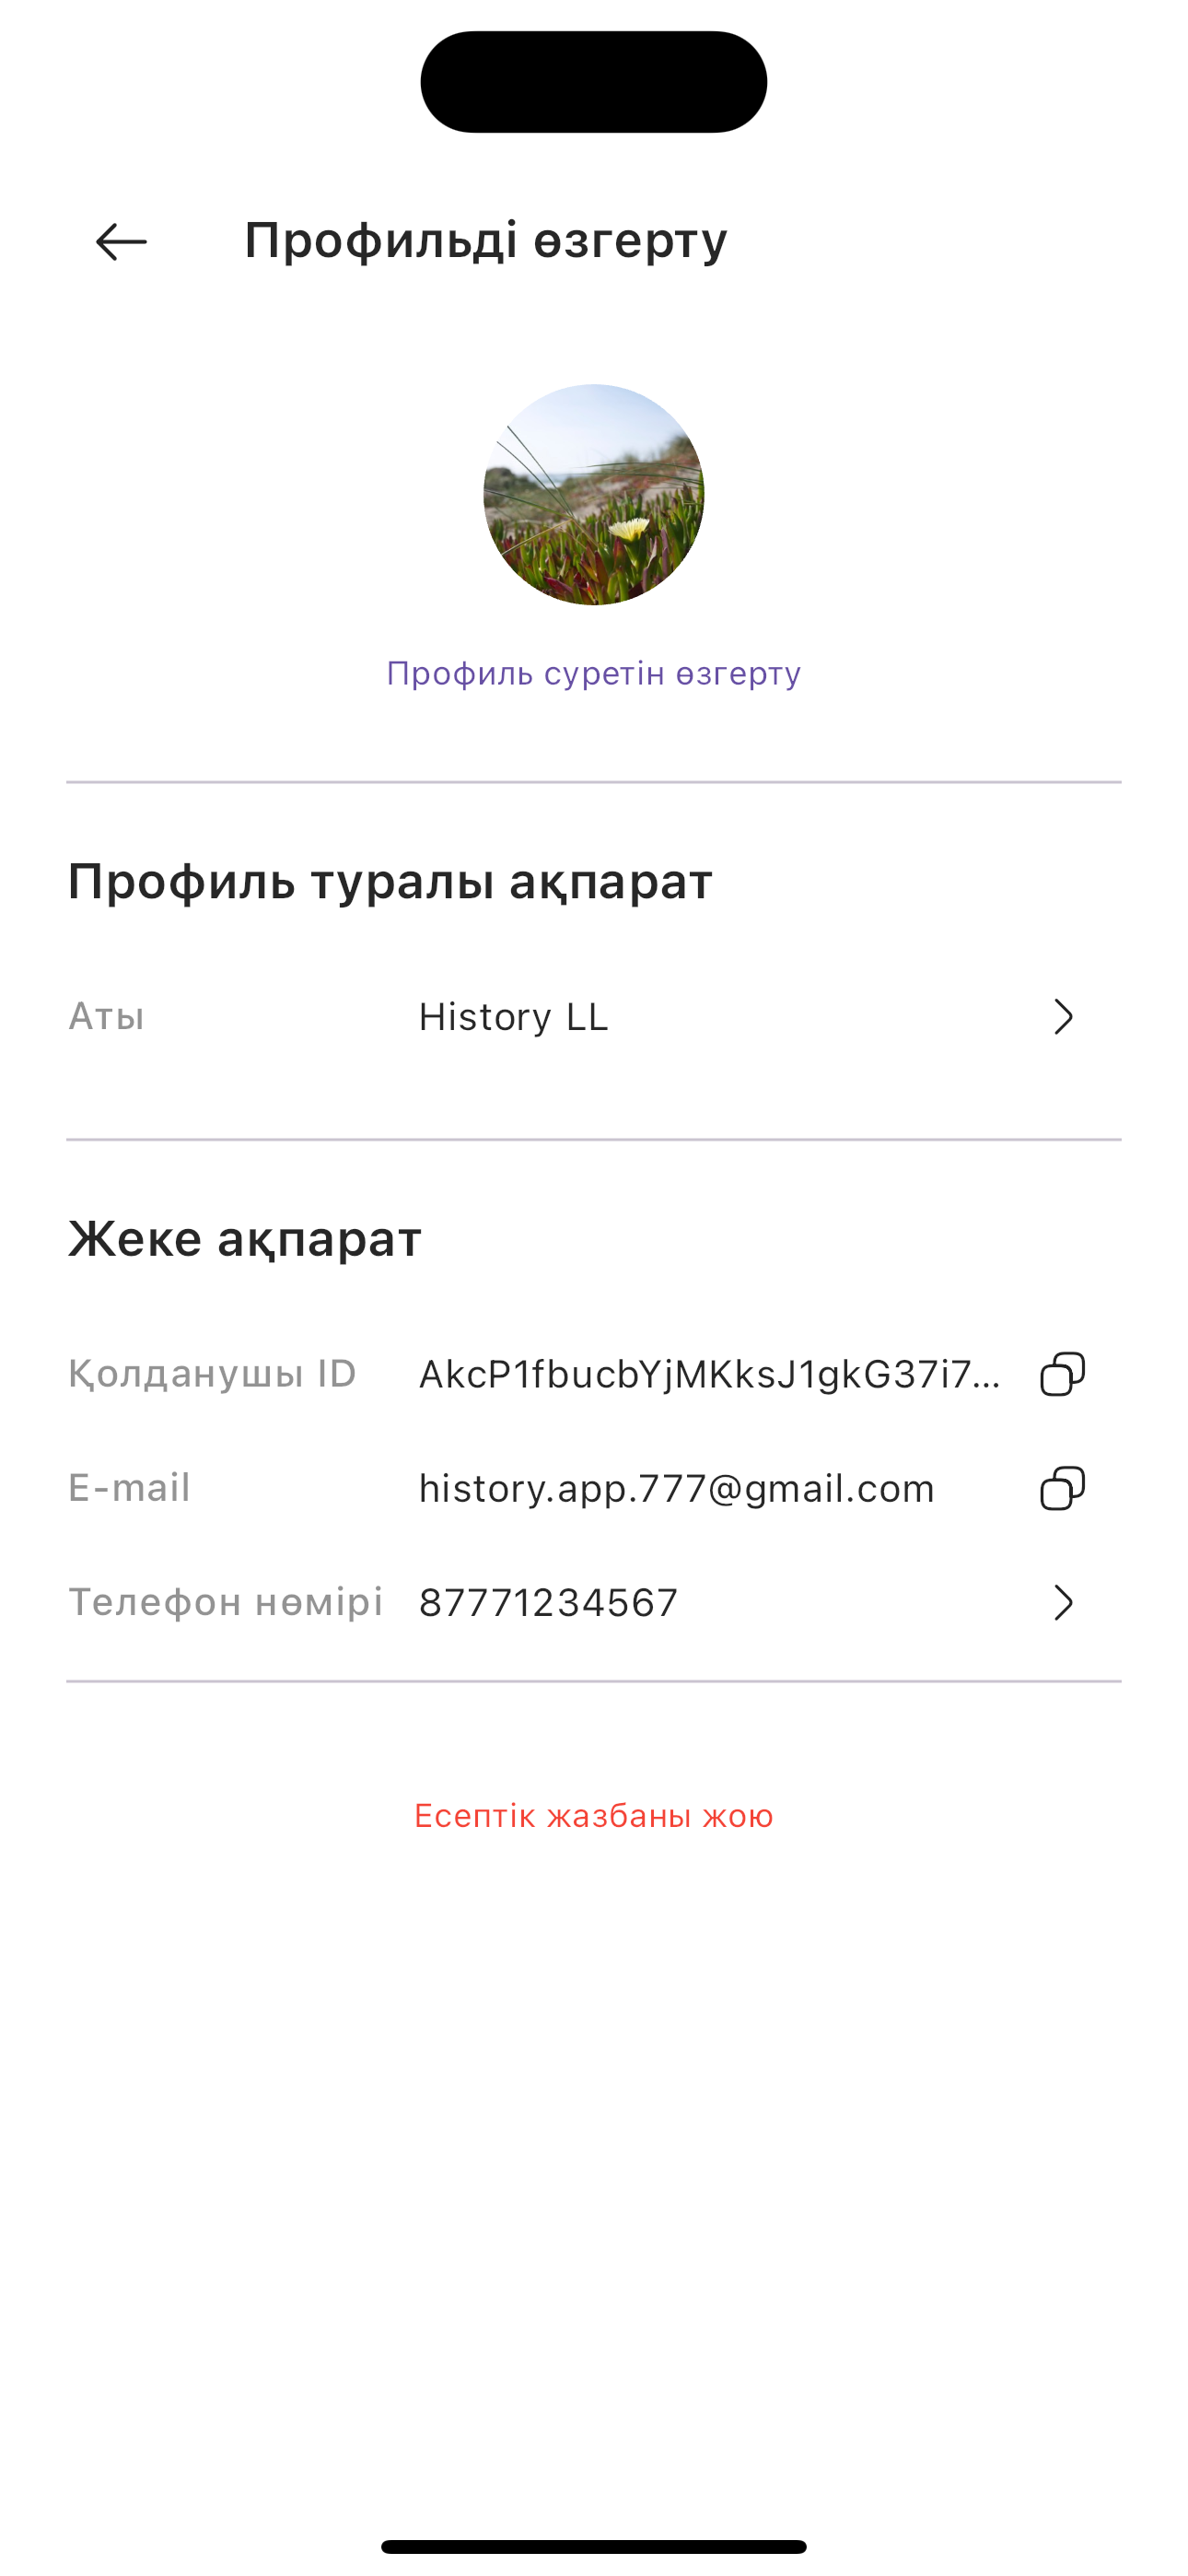 Профильді өзгерту
Профиль суретін өзгерту
Профиль туралы ақпарат
Аты History LL
Жеке ақпарат
Қолданушы ID AkcP1fbucbYjMKksJ1gkG37i7...
E-mail history.app.777@gmail.com
Телефон нөмірі 87771234567
Есептік жазбаны жою